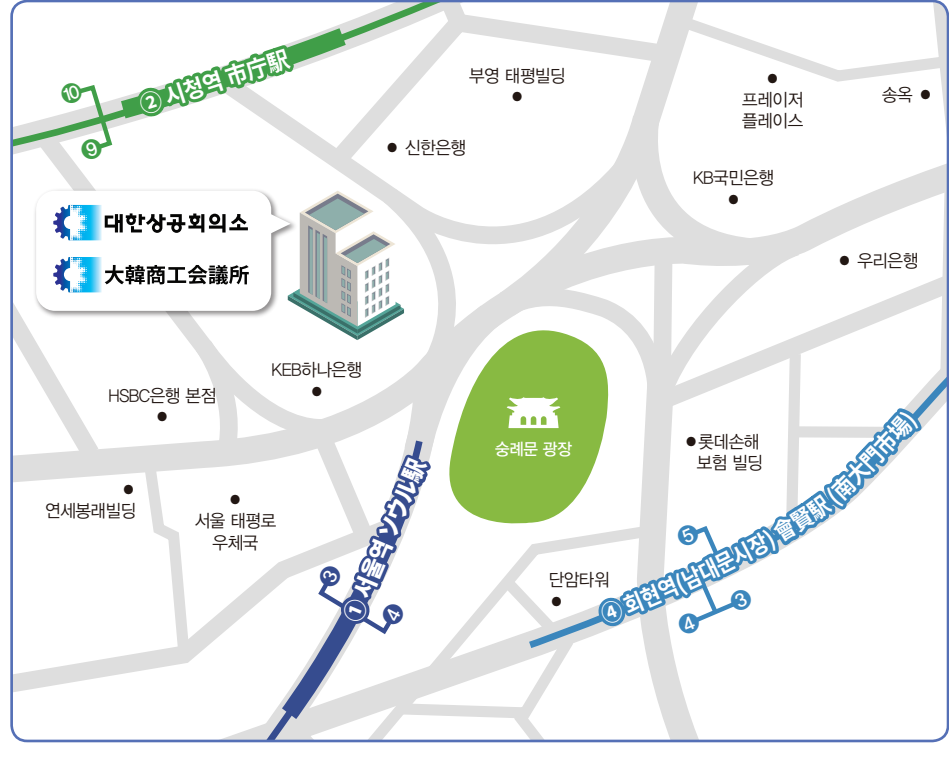 ② 시청역 市庁駅
10
9
부영 태평빌딩
신한은행
프레이저
플레이스
송옥
KB국민은행
우리은행
대한상공회의소
大韓商工会議所
KEB하나은행
HSBC은행 본점
숭례문 광장
롯데손해
보험 빌딩
연세봉래빌딩
서울 태평로
우체국
① 서울역 ソウル駅
3
4
단암타워
④ 회현역(남대문시장) 會賢駅 (南大門市場)
5
4
3